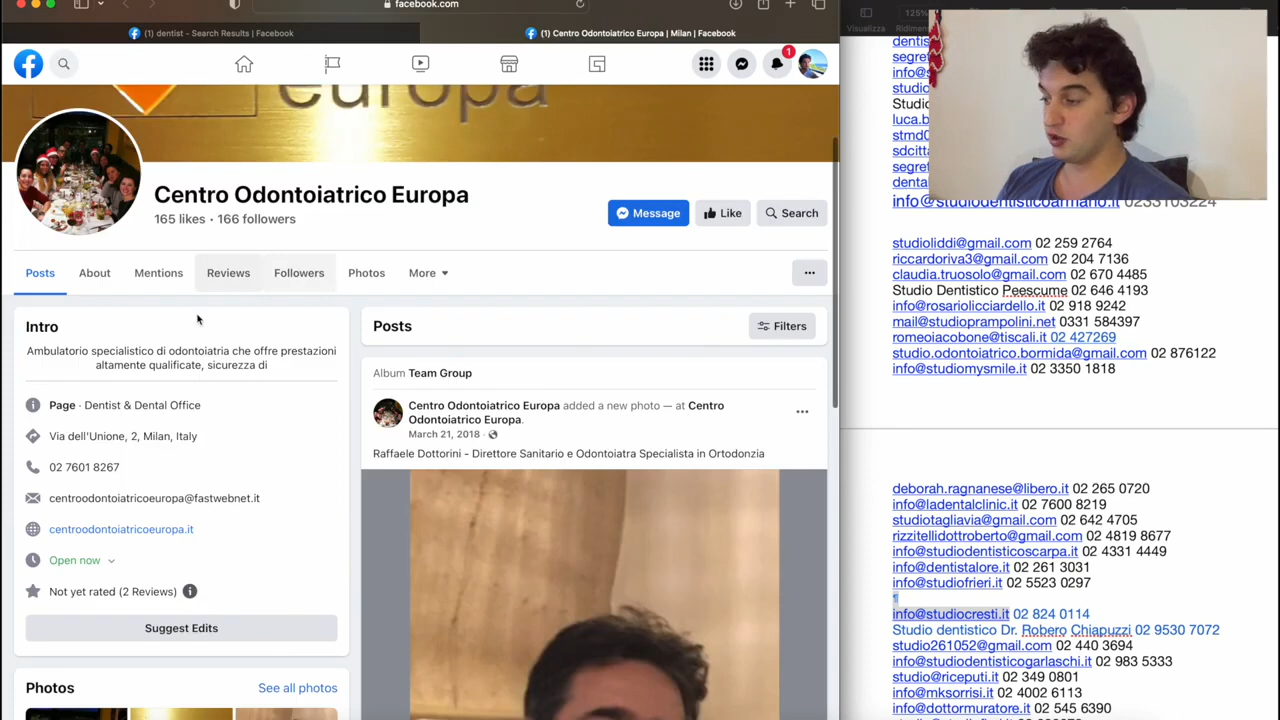 facebook.com
(1) dentist - Search Results | Facebook
(1) Centro Odontoiatrico Europa | Milan | Facebook
125%
Visualizza
1
europa
Centro Odontoiatrico Europa
165 likes · 166 followers
Message
Like
Search
Posts
About
Mentions
Reviews
Followers
Photos
More
Intro
Ambulatorio specialistico di odontoiatria che offre prestazioni
altamente qualificate, sicurezza di
Page · Dentist & Dental Office
Via dell'Unione, 2, Milan, Italy
02 7601 8267
centroodontoiatricoeuropa@fastwebnet.it
centroodontoiatricoeuropa.it
Open now
Not yet rated (2 Reviews)
Suggest Edits
Photos
See all photos
Posts
Filters
Album Team Group
Centro Odontoiatrico Europa added a new photo — at Centro
Odontoiatrico Europa.
March 21, 2018 ·
Raffaele Dottorini - Direttore Sanitario e Odontoiatra Specialista in Ortodonzia
info@studiodentisticoarmano.it 0233103224
studioliddi@gmail.com 02 259 2764
riccardoriva3@gmail.com 02 204 7136
claudia.truosolo@gmail.com 02 670 4485
Studio Dentistico Peescume 02 646 4193
info@rosariolicciardello.it 02 918 9242
mail@studioprampolini.net 0331 584397
romeoiacobone@tiscali.it 02 427269
studio.odontoiatrico.bormida@gmail.com 02 876122
info@studiomysmile.it 02 3350 1818
deborah.ragnanese@libero.it 02 265 0720
info@ladentalclinic.it 02 7600 8219
studiotagliavia@gmail.com 02 642 4705
rizzitellidottroberto@gmail.com 02 4819 8677
info@studiodentisticoscarpa.it 02 4331 4449
info@dentistalore.it 02 261 3031
info@studiofrieri.it 02 5523 0297
info@studiocresti.it 02 824 0114
Studio dentistico Dr. Robero Chiapuzzi 02 9530 7072
studio261052@gmail.com 02 440 3694
info@studiodentisticogarlaschi.it 02 983 5333
studio@riceputi.it 02 349 0801
info@mksorrisi.it 02 4002 6113
info@dottormuratore.it 02 545 6390